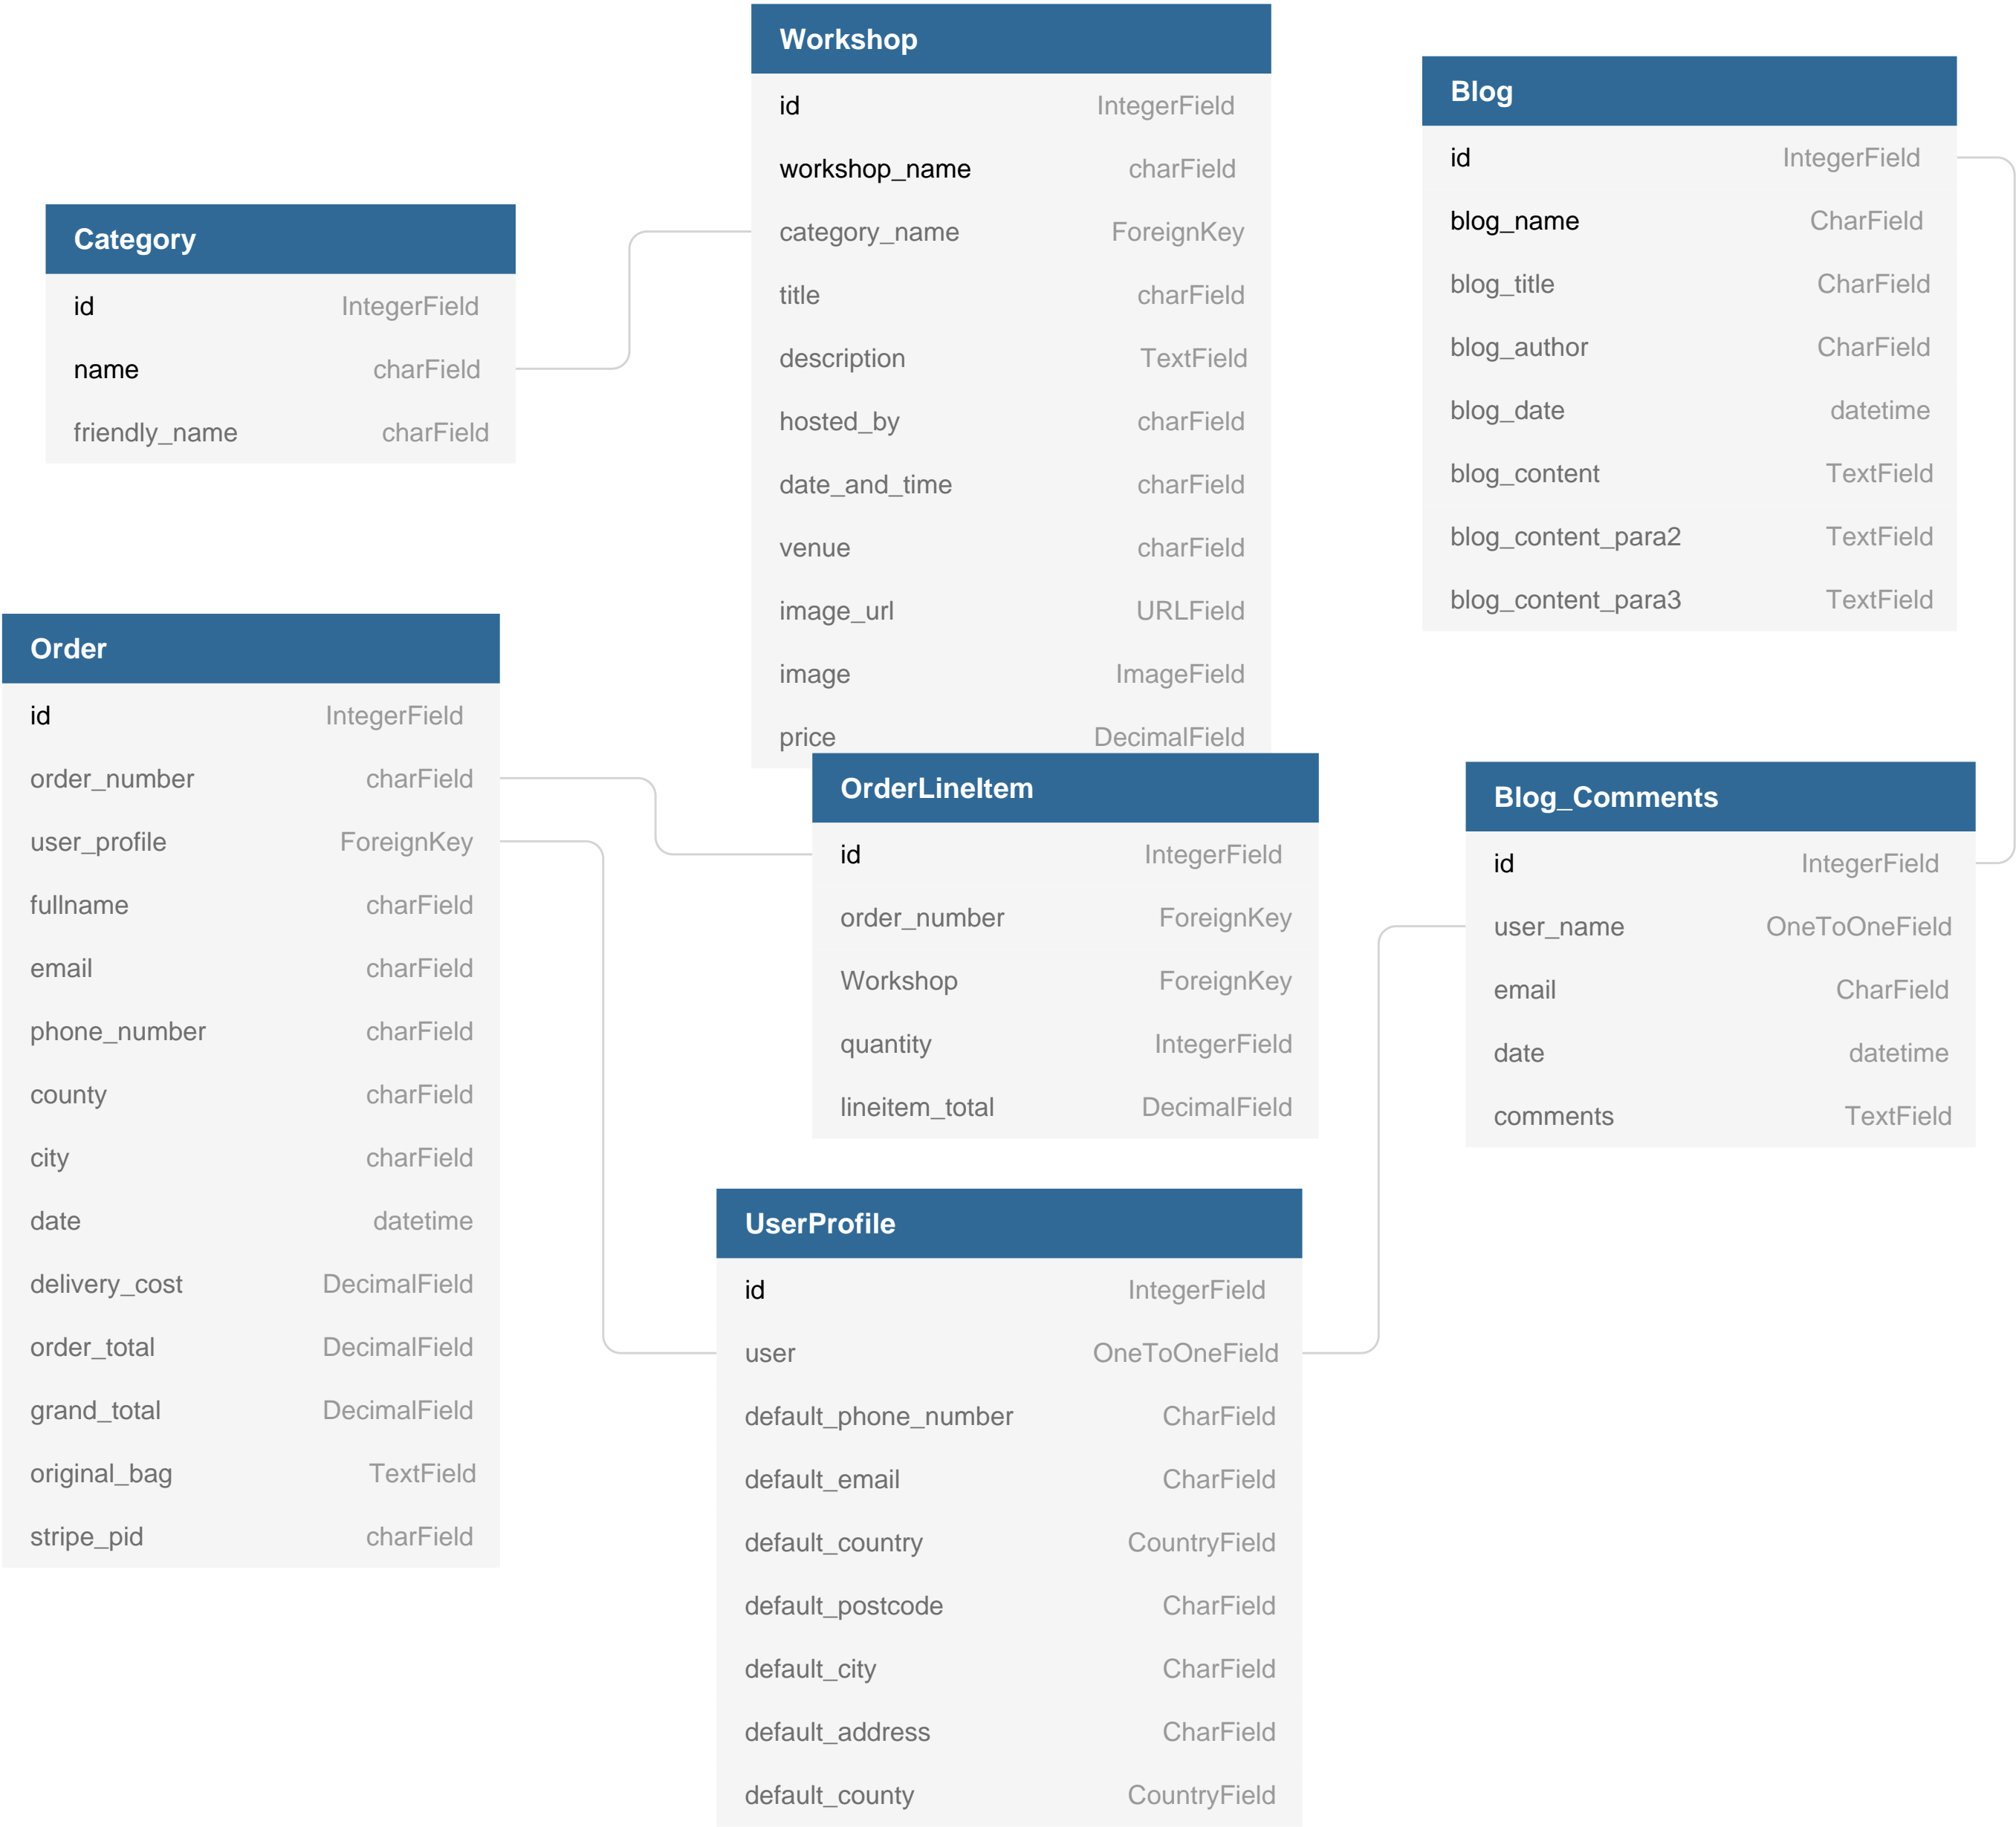 Workshop
id IntegerField
workshop_name charField
category_name ForeignKey
title charField
description TextField
hosted_by charField
date_and_time charField
venue charField
image_url URLField
image ImageField
price DecimalField
Blog
id IntegerField
blog_name CharField
blog_title CharField
blog_author CharField
blog_date datetime
blog_content TextField
blog_content_para2 TextField
blog_content_para3 TextField
Category
id IntegerField
name charField
friendly_name charField
Order
id IntegerField
order_number charField
user_profile ForeignKey
fullname charField
email charField
phone_number charField
county charField
city charField
date datetime
delivery_cost DecimalField
order_total DecimalField
grand_total DecimalField
original_bag TextField
stripe_pid charField
OrderLineItem
id IntegerField
order_number ForeignKey
Workshop ForeignKey
quantity IntegerField
lineitem_total DecimalField
Blog_Comments
id IntegerField
user_name OneToOneField
email CharField
date datetime
comments TextField
UserProfile
id IntegerField
user OneToOneField
default_phone_number CharField
default_email CharField
default_country CountryField
default_postcode CharField
default_city CharField
default_address CharField
default_county CountryField